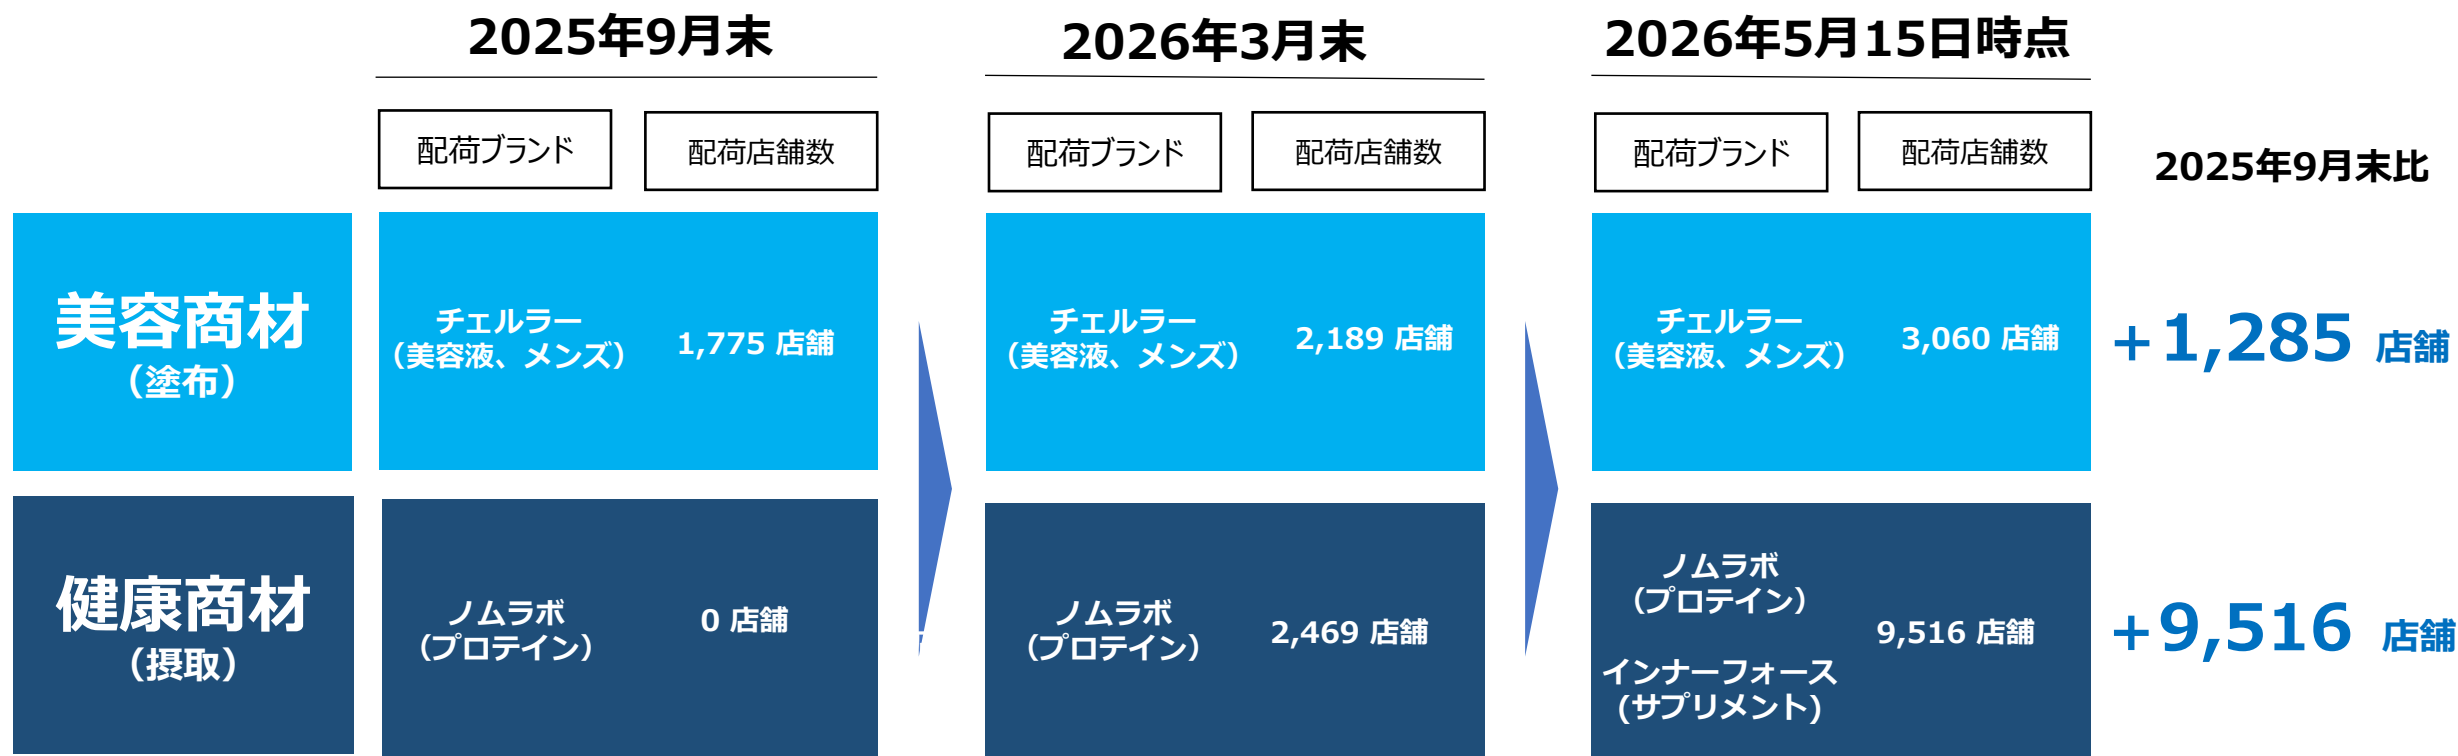 2025年9月末
2026年3月末
2026年5月15日時点
配荷ブランド
配荷店舗数
配荷ブランド
配荷店舗数
配荷ブランド
配荷店舗数
2025年9月末比
美容商材
（塗布）
チェルラー
（美容液、メンズ）
1,775 店舗
チェルラー
（美容液、メンズ）
2,189 店舗
チェルラー
（美容液、メンズ）
3,060 店舗
＋1,285 店舗
健康商材
（摂取）
ノムラボ
（プロテイン）
0 店舗
ノムラボ
（プロテイン）
2,469 店舗
ノムラボ
（プロテイン）
インナーフォース
（サプリメント）
9,516 店舗
＋9,516 店舗